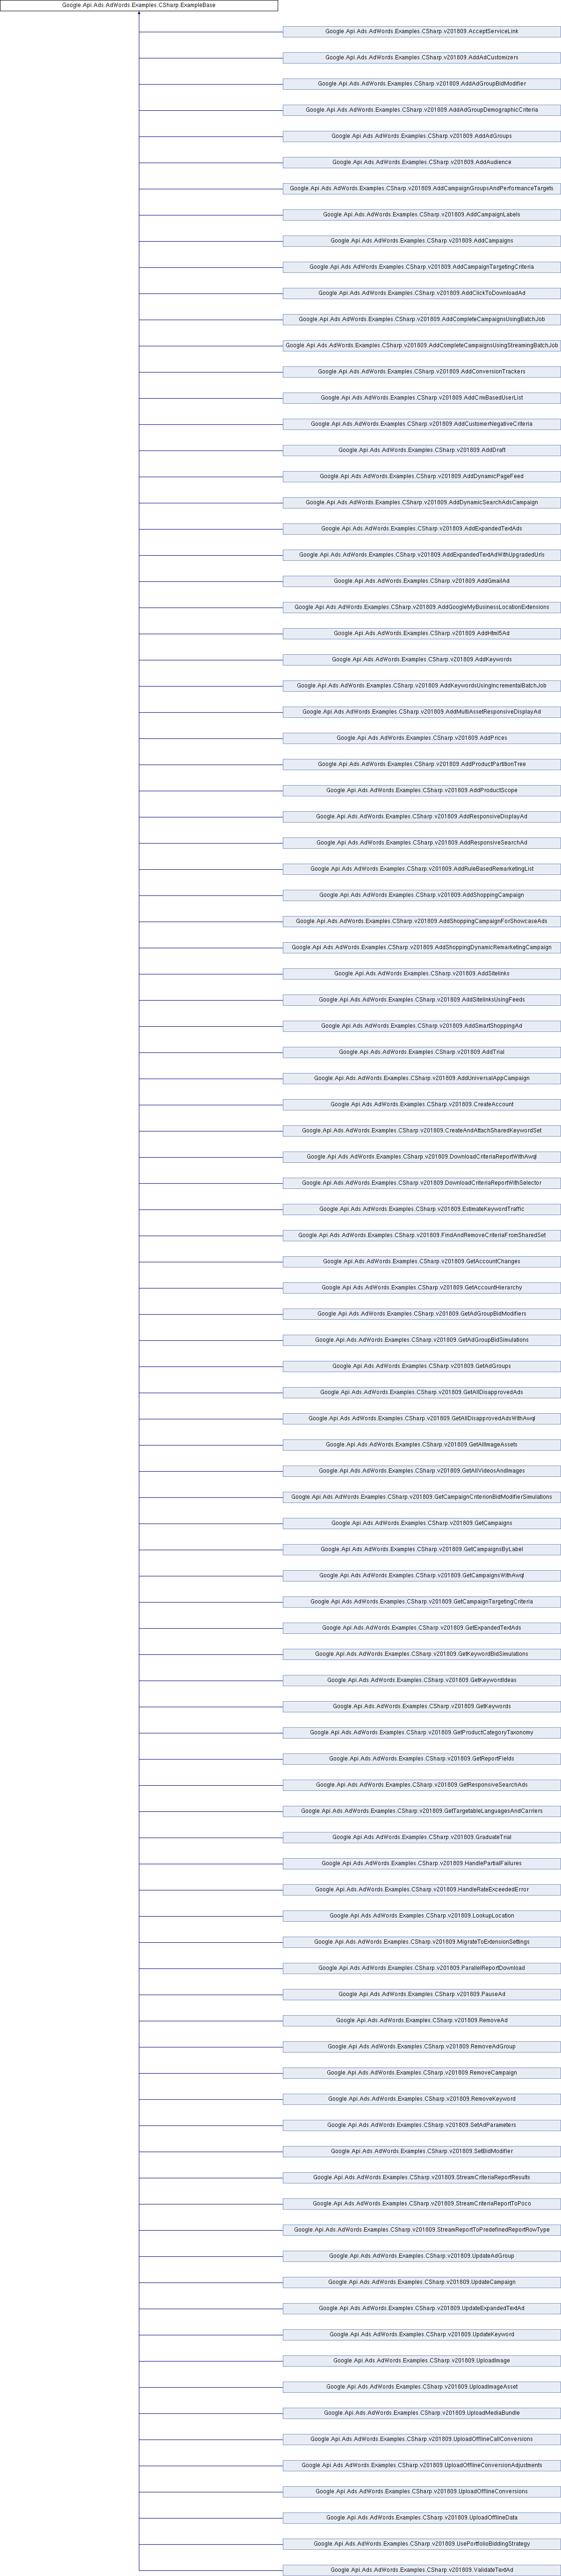 Google.Api.Ads.AdWords.Examples.CSharp.ExampleBase
Google.Api.Ads.AdWords.Examples.CSharp.v201809.AcceptServiceLink
Google.Api.Ads.AdWords.Examples.CSharp.v201809.AddAdCustomizers
Google.Api.Ads.AdWords.Examples.CSharp.v201809.AddAdGroupBidModifier
Google.Api.Ads.AdWords.Examples.CSharp.v201809.AddAdGroupDemographicCriteria
Google.Api.Ads.AdWords.Examples.CSharp.v201809.AddAdGroups
Google.Api.Ads.AdWords.Examples.CSharp.v201809.AddAudience
Google.Api.Ads.AdWords.Examples.CSharp.v201809.AddCampaignGroupsAndPerformanceTargets
Google.Api.Ads.AdWords.Examples.CSharp.v201809.AddCampaignLabels
Google.Api.Ads.AdWords.Examples.CSharp.v201809.AddCampaigns
Google.Api.Ads.AdWords.Examples.CSharp.v201809.AddCampaignTargetingCriteria
Google.Api.Ads.AdWords.Examples.CSharp.v201809.AddClickToDownloadAd
Google.Api.Ads.AdWords.Examples.CSharp.v201809.AddCompleteCampaignsUsingBatchJob
Google.Api.Ads.AdWords.Examples.CSharp.v201809.AddCompleteCampaignsUsingStreamingBatchJob
Google.Api.Ads.AdWords.Examples.CSharp.v201809.AddConversionTrackers
Google.Api.Ads.AdWords.Examples.CSharp.v201809.AddCrmBasedUserList
Google.Api.Ads.AdWords.Examples.CSharp.v201809.AddCustomerNegativeCriteria
Google.Api.Ads.AdWords.Examples.CSharp.v201809.AddDraft
Google.Api.Ads.AdWords.Examples.CSharp.v201809.AddDynamicPageFeed
Google.Api.Ads.AdWords.Examples.CSharp.v201809.AddDynamicSearchAdsCampaign
Google.Api.Ads.AdWords.Examples.CSharp.v201809.AddExpandedTextAds
Google.Api.Ads.AdWords.Examples.CSharp.v201809.AddExpandedTextAdWithUpgradedUrls
Google.Api.Ads.AdWords.Examples.CSharp.v201809.AddGmailAd
Google.Api.Ads.AdWords.Examples.CSharp.v201809.AddGoogleMyBusinessLocationExtensions
Google.Api.Ads.AdWords.Examples.CSharp.v201809.AddHtml5Ad
Google.Api.Ads.AdWords.Examples.CSharp.v201809.AddKeywords
Google.Api.Ads.AdWords.Examples.CSharp.v201809.AddKeywordsUsingIncrementalBatchJob
Google.Api.Ads.AdWords.Examples.CSharp.v201809.AddMultiAssetResponsiveDisplayAd
Google.Api.Ads.AdWords.Examples.CSharp.v201809.AddPrices
Google.Api.Ads.AdWords.Examples.CSharp.v201809.AddProductPartitionTree
Google.Api.Ads.AdWords.Examples.CSharp.v201809.AddProductScope
Google.Api.Ads.AdWords.Examples.CSharp.v201809.AddResponsiveDisplayAd
Google.Api.Ads.AdWords.Examples.CSharp.v201809.AddResponsiveSearchAd
Google.Api.Ads.AdWords.Examples.CSharp.v201809.AddRuleBasedRemarketingList
Google.Api.Ads.AdWords.Examples.CSharp.v201809.AddShoppingCampaign
Google.Api.Ads.AdWords.Examples.CSharp.v201809.AddShoppingCampaignForShowcaseAds
Google.Api.Ads.AdWords.Examples.CSharp.v201809.AddShoppingDynamicRemarketingCampaign
Google.Api.Ads.AdWords.Examples.CSharp.v201809.AddSitelinks
Google.Api.Ads.AdWords.Examples.CSharp.v201809.AddSitelinksUsingFeeds
Google.Api.Ads.AdWords.Examples.CSharp.v201809.AddSmartShoppingAd
Google.Api.Ads.AdWords.Examples.CSharp.v201809.AddTrial
Google.Api.Ads.AdWords.Examples.CSharp.v201809.AddUniversalAppCampaign
Google.Api.Ads.AdWords.Examples.CSharp.v201809.CreateAccount
Google.Api.Ads.AdWords.Examples.CSharp.v201809.CreateAndAttachSharedKeywordSet
Google.Api.Ads.AdWords.Examples.CSharp.v201809.DownloadCriteriaReportWithAwql
Google.Api.Ads.AdWords.Examples.CSharp.v201809.DownloadCriteriaReportWithSelector
Google.Api.Ads.AdWords.Examples.CSharp.v201809.EstimateKeywordTraffic
Google.Api.Ads.AdWords.Examples.CSharp.v201809.FindAndRemoveCriteriaFromSharedSet
Google.Api.Ads.AdWords.Examples.CSharp.v201809.GetAccountChanges
Google.Api.Ads.AdWords.Examples.CSharp.v201809.GetAccountHierarchy
Google.Api.Ads.AdWords.Examples.CSharp.v201809.GetAdGroupBidModifiers
Google.Api.Ads.AdWords.Examples.CSharp.v201809.GetAdGroupBidSimulations
Google.Api.Ads.AdWords.Examples.CSharp.v201809.GetAdGroups
Google.Api.Ads.AdWords.Examples.CSharp.v201809.GetAllDisapprovedAds
Google.Api.Ads.AdWords.Examples.CSharp.v201809.GetAllDisapprovedAdsWithAwql
Google.Api.Ads.AdWords.Examples.CSharp.v201809.GetAllImageAssets
Google.Api.Ads.AdWords.Examples.CSharp.v201809.GetAllVideosAndImages
Google.Api.Ads.AdWords.Examples.CSharp.v201809.GetCampaignCriterionBidModifierSimulations
Google.Api.Ads.AdWords.Examples.CSharp.v201809.GetCampaigns
Google.Api.Ads.AdWords.Examples.CSharp.v201809.GetCampaignsByLabel
Google.Api.Ads.AdWords.Examples.CSharp.v201809.GetCampaignsWithAwql
Google.Api.Ads.AdWords.Examples.CSharp.v201809.GetCampaignTargetingCriteria
Google.Api.Ads.AdWords.Examples.CSharp.v201809.GetExpandedTextAds
Google.Api.Ads.AdWords.Examples.CSharp.v201809.GetKeywordBidSimulations
Google.Api.Ads.AdWords.Examples.CSharp.v201809.GetKeywordIdeas
Google.Api.Ads.AdWords.Examples.CSharp.v201809.GetKeywords
Google.Api.Ads.AdWords.Examples.CSharp.v201809.GetProductCategoryTaxonomy
Google.Api.Ads.AdWords.Examples.CSharp.v201809.GetReportFields
Google.Api.Ads.AdWords.Examples.CSharp.v201809.GetResponsiveSearchAds
Google.Api.Ads.AdWords.Examples.CSharp.v201809.GetTargetableLanguagesAndCarriers
Google.Api.Ads.AdWords.Examples.CSharp.v201809.GraduateTrial
Google.Api.Ads.AdWords.Examples.CSharp.v201809.HandlePartialFailures
Google.Api.Ads.AdWords.Examples.CSharp.v201809.HandleRateExceededError
Google.Api.Ads.AdWords.Examples.CSharp.v201809.LookupLocation
Google.Api.Ads.AdWords.Examples.CSharp.v201809.MigrateToExtensionSettings
Google.Api.Ads.AdWords.Examples.CSharp.v201809.ParallelReportDownload
Google.Api.Ads.AdWords.Examples.CSharp.v201809.PauseAd
Google.Api.Ads.AdWords.Examples.CSharp.v201809.RemoveAd
Google.Api.Ads.AdWords.Examples.CSharp.v201809.RemoveAdGroup
Google.Api.Ads.AdWords.Examples.CSharp.v201809.RemoveCampaign
Google.Api.Ads.AdWords.Examples.CSharp.v201809.RemoveKeyword
Google.Api.Ads.AdWords.Examples.CSharp.v201809.SetAdParameters
Google.Api.Ads.AdWords.Examples.CSharp.v201809.SetBidModifier
Google.Api.Ads.AdWords.Examples.CSharp.v201809.StreamCriteriaReportResults
Google.Api.Ads.AdWords.Examples.CSharp.v201809.StreamCriteriaReportToPoco
Google.Api.Ads.AdWords.Examples.CSharp.v201809.StreamReportToPredefinedReportRowType
Google.Api.Ads.AdWords.Examples.CSharp.v201809.UpdateAdGroup
Google.Api.Ads.AdWords.Examples.CSharp.v201809.UpdateCampaign
Google.Api.Ads.AdWords.Examples.CSharp.v201809.UpdateExpandedTextAd
Google.Api.Ads.AdWords.Examples.CSharp.v201809.UpdateKeyword
Google.Api.Ads.AdWords.Examples.CSharp.v201809.UploadImage
Google.Api.Ads.AdWords.Examples.CSharp.v201809.UploadImageAsset
Google.Api.Ads.AdWords.Examples.CSharp.v201809.UploadMediaBundle
Google.Api.Ads.AdWords.Examples.CSharp.v201809.UploadOfflineCallConversions
Google.Api.Ads.AdWords.Examples.CSharp.v201809.UploadOfflineConversionAdjustments
Google.Api.Ads.AdWords.Examples.CSharp.v201809.UploadOfflineConversions
Google.Api.Ads.AdWords.Examples.CSharp.v201809.UploadOfflineData
Google.Api.Ads.AdWords.Examples.CSharp.v201809.UsePortfolioBiddingStrategy
Google.Api.Ads.AdWords.Examples.CSharp.v201809.ValidateTextAd